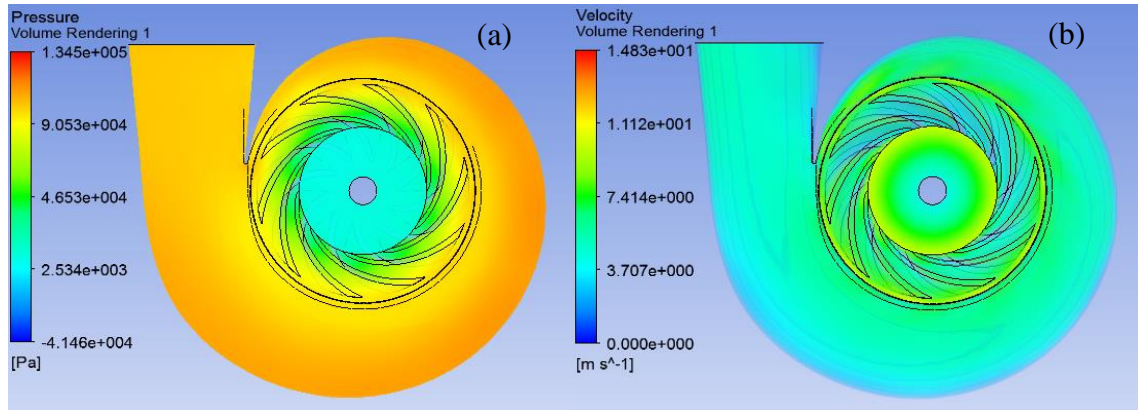 Pressure
Volume Rendering 1
1.345e+005
9.053e+004
4.653e+004
2.534e+003
-4.146e+004
[Pa]
(a)
Velocity
Volume Rendering 1
1.483e+001
1.112e+001
7.414e+000
3.707e+000
0.000e+000
[m s^-1]
(b)